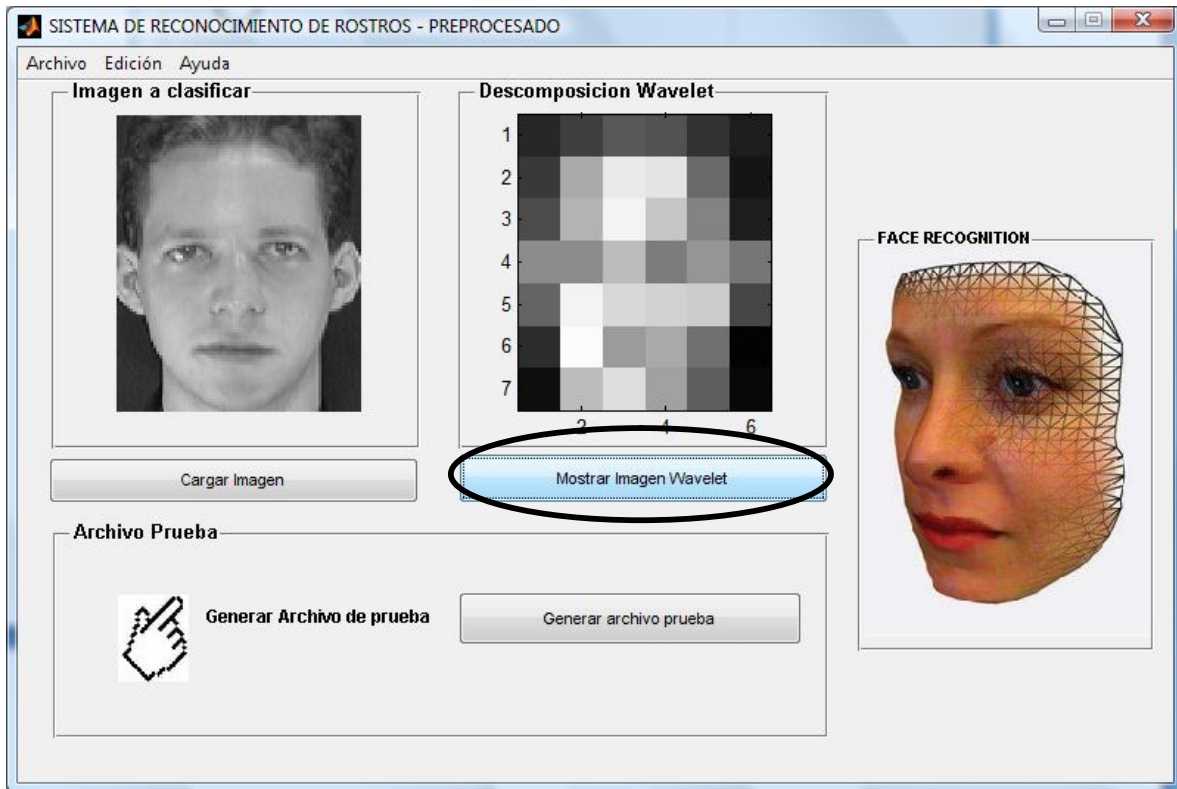 SISTEMA DE RECONOCIMIENTO DE ROSTROS - PREPROCESADO
Archivo Edición Ayuda
Imagen a clasificar
Descomposicion Wavelet
1
2
3
4
5
6
7
2 4 6
Cargar Imagen
Mostrar Imagen Wavelet
FACE RECOGNITION
Archivo Prueba
Generar Archivo de prueba
Generar archivo prueba